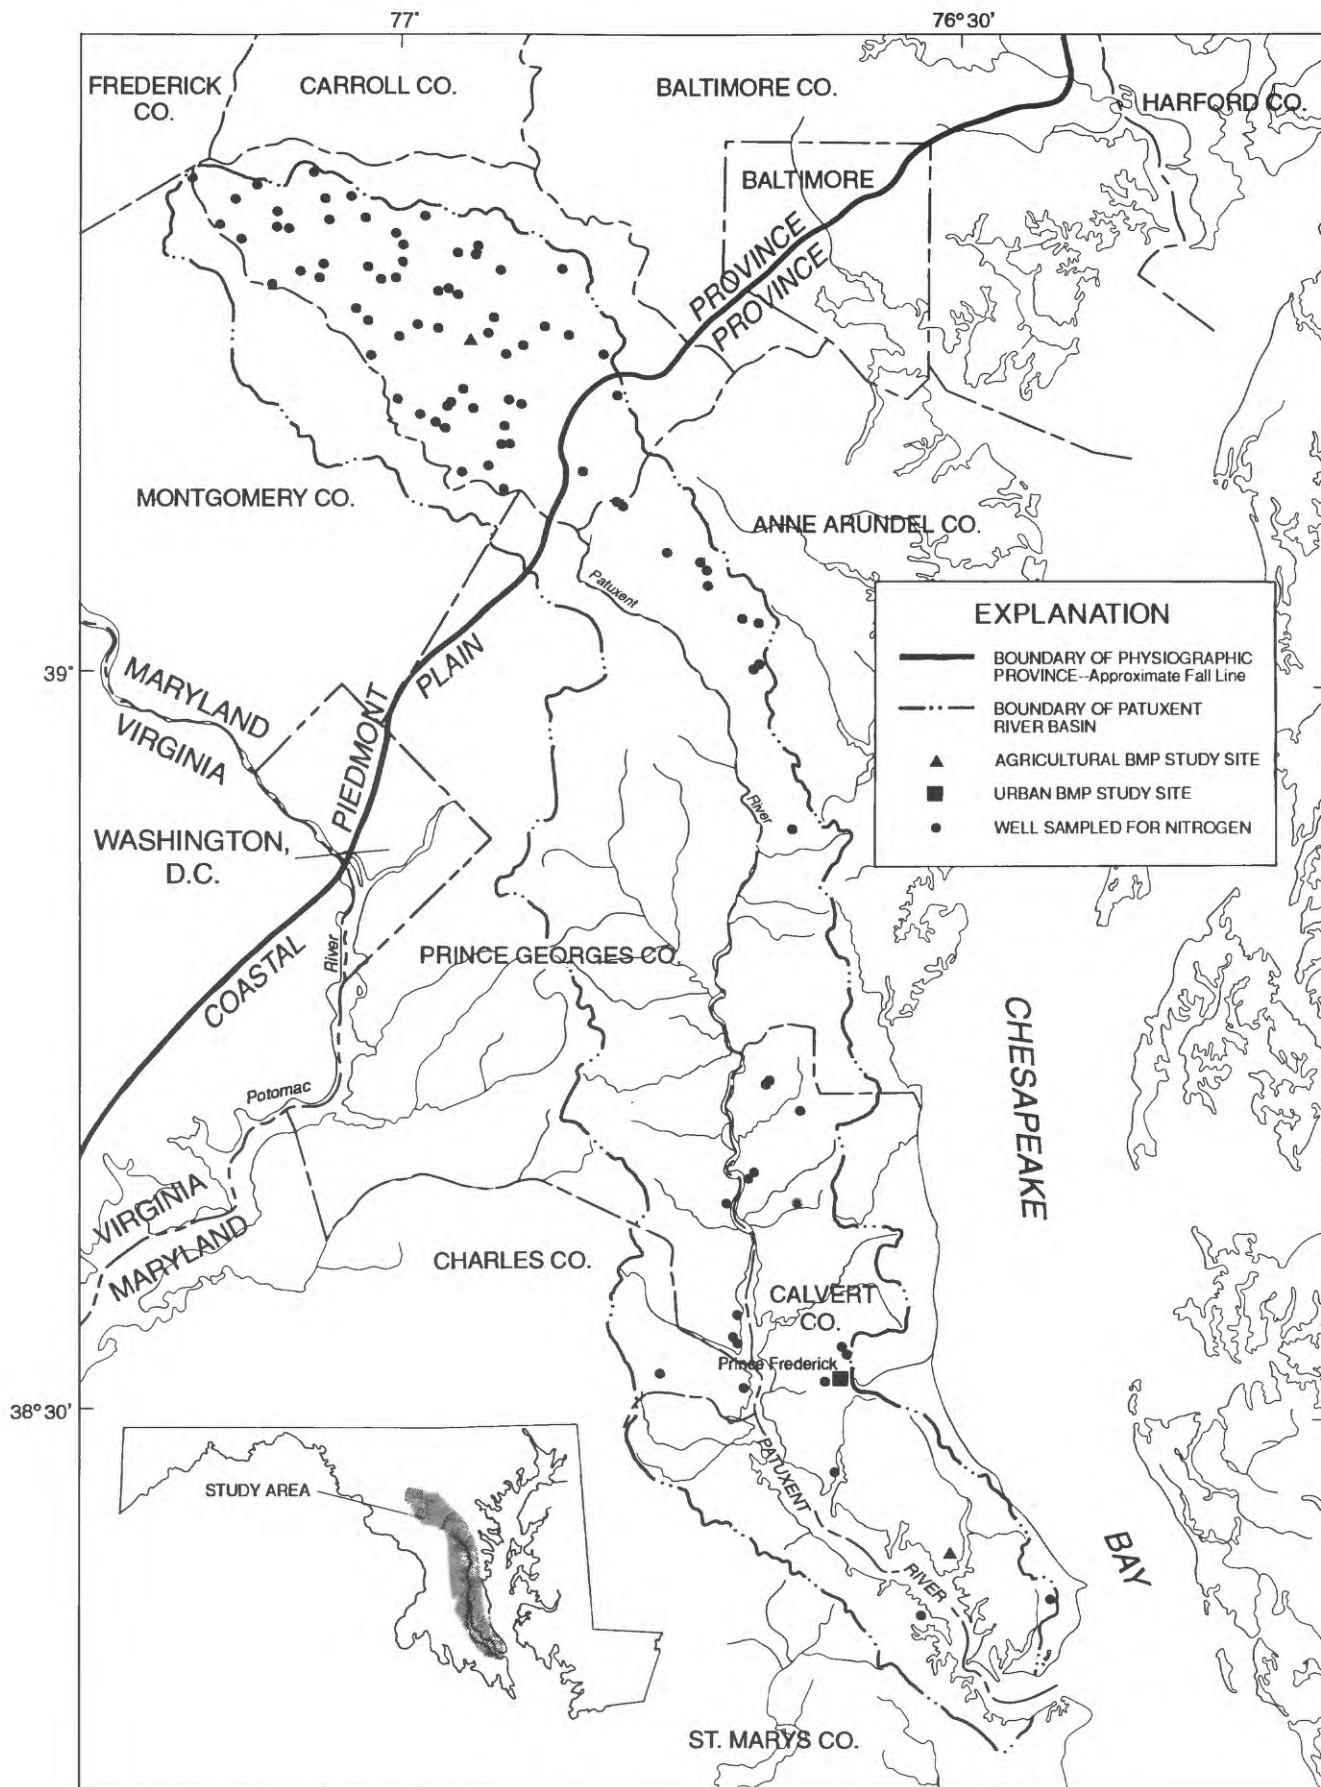 77°
76°30'
FREDERICK
CO.
CARROLL CO.
BALTIMORE CO.
HARFORD CO.
BALTIMORE
PROVINCE
PROVINCE
MONTGOMERY CO.
ANNE ARUNDEL CO.
Patuxent
River
EXPLANATION
BOUNDARY OF PHYSIOGRAPHIC
PROVINCE--Approximate Fall Line
BOUNDARY OF PATUXENT
RIVER BASIN
AGRICULTURAL BMP STUDY SITE
URBAN BMP STUDY SITE
WELL SAMPLED FOR NITROGEN
39°
MARYLAND
VIRGINIA
PIEDMONT
PLAIN
WASHINGTON,
D.C.
COASTAL
River
PRINCE GEORGES CO.
Potomac
CHESAPEAKE
VIRGINIA
MARYLAND
CHARLES CO.
CALVERT
CO.
Prince Frederick
38°30'
STUDY AREA
PATUXENT
RIVER
BAY
ST. MARYS CO.